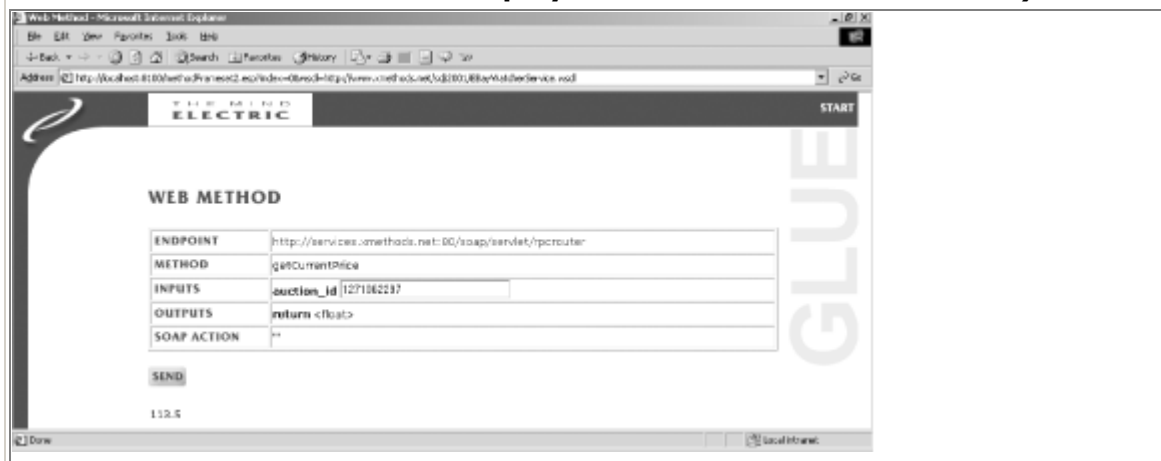 Web Method - Microsoft Internet Explorer
File Edit View Favorites Tools Help
Back Search Favorites History
Address
THE MIND
ELECTRIC
START
GLUE
WEB METHOD
ENDPOINT http://services.xmethods.net:80/soap/servlet/rpcrouter
METHOD getCurrentPrice
INPUTS auction_id 1271062297
OUTPUTS return <float>
SOAP ACTION ""
SEND
113.5
Done Local intranet